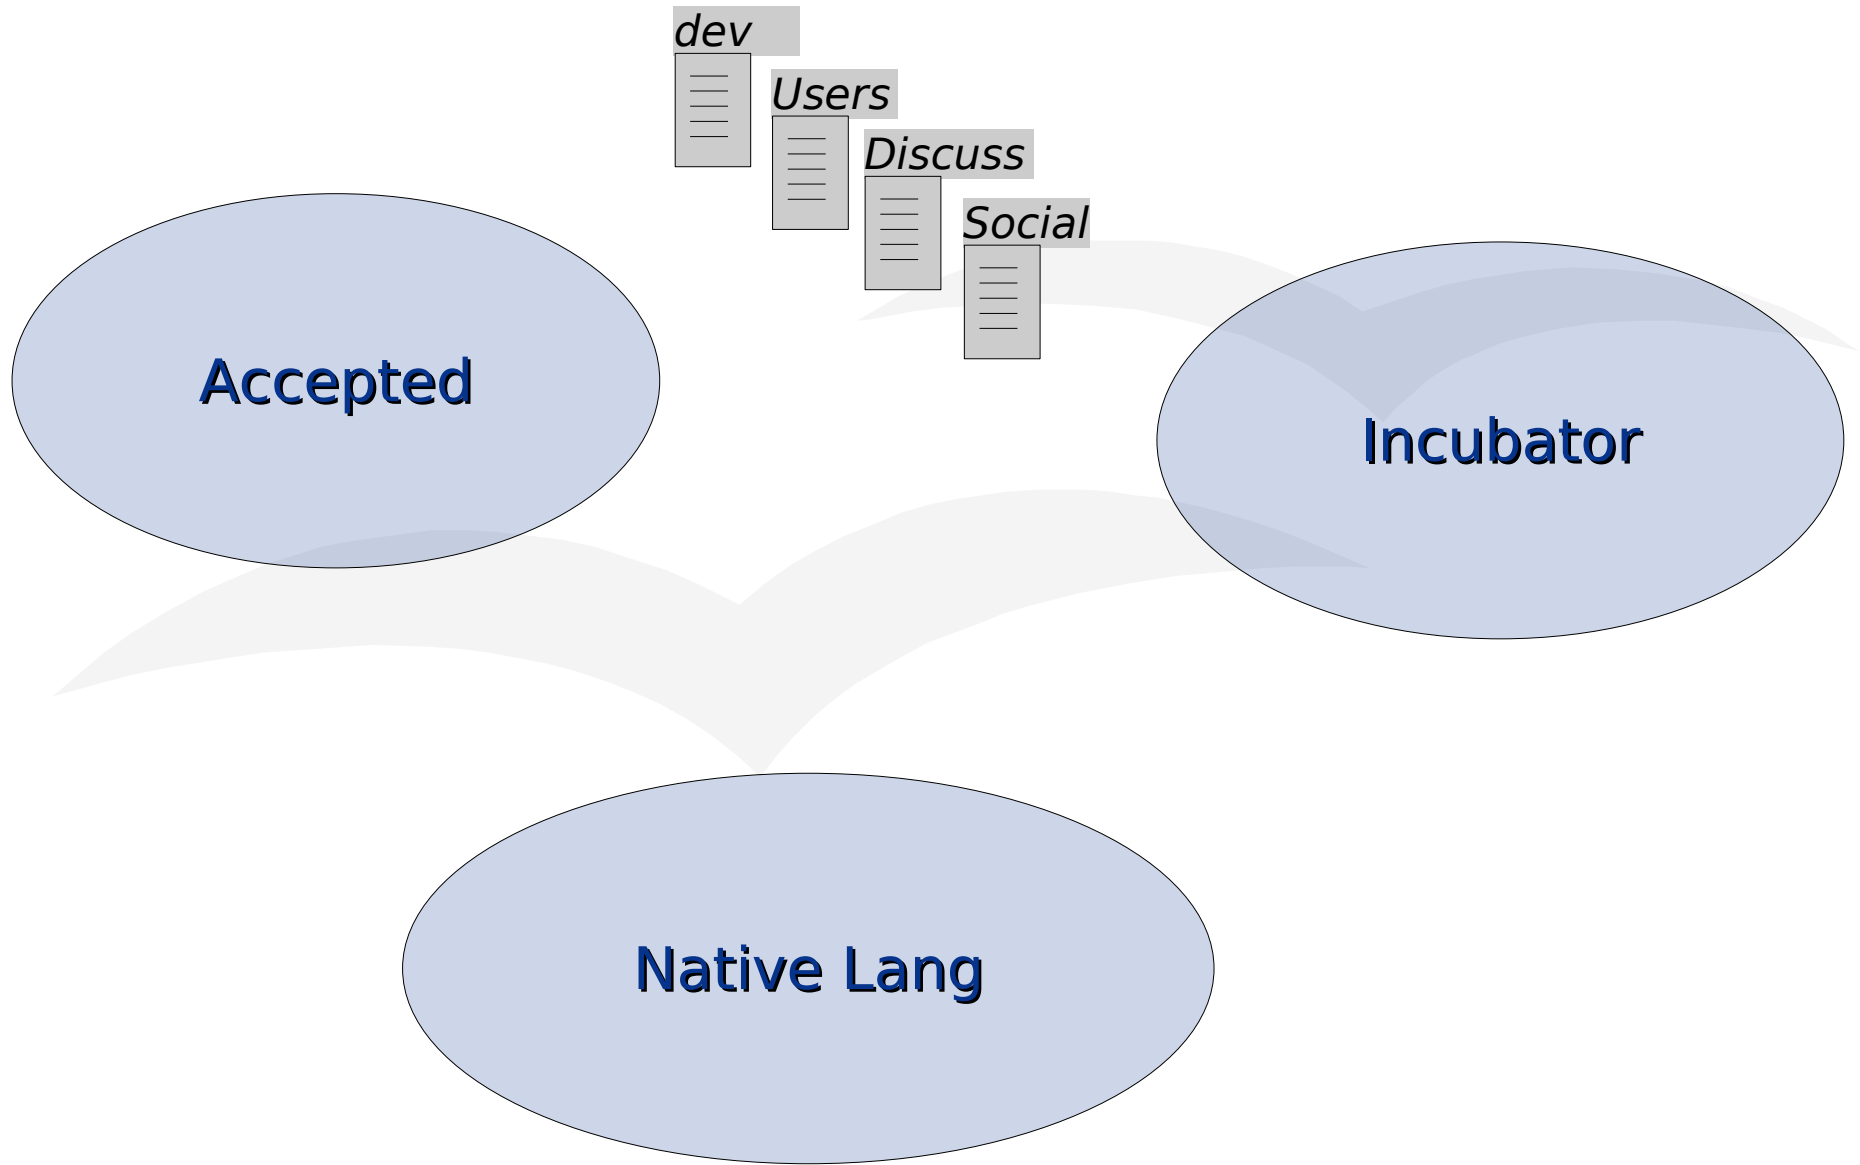 dev
Users
Discuss
Social
Accepted
Incubator
Native Lang